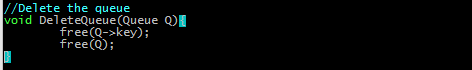 //Delete the queue
void DeleteQueue(Queue Q){
        free(Q->key);
        free(Q);
}